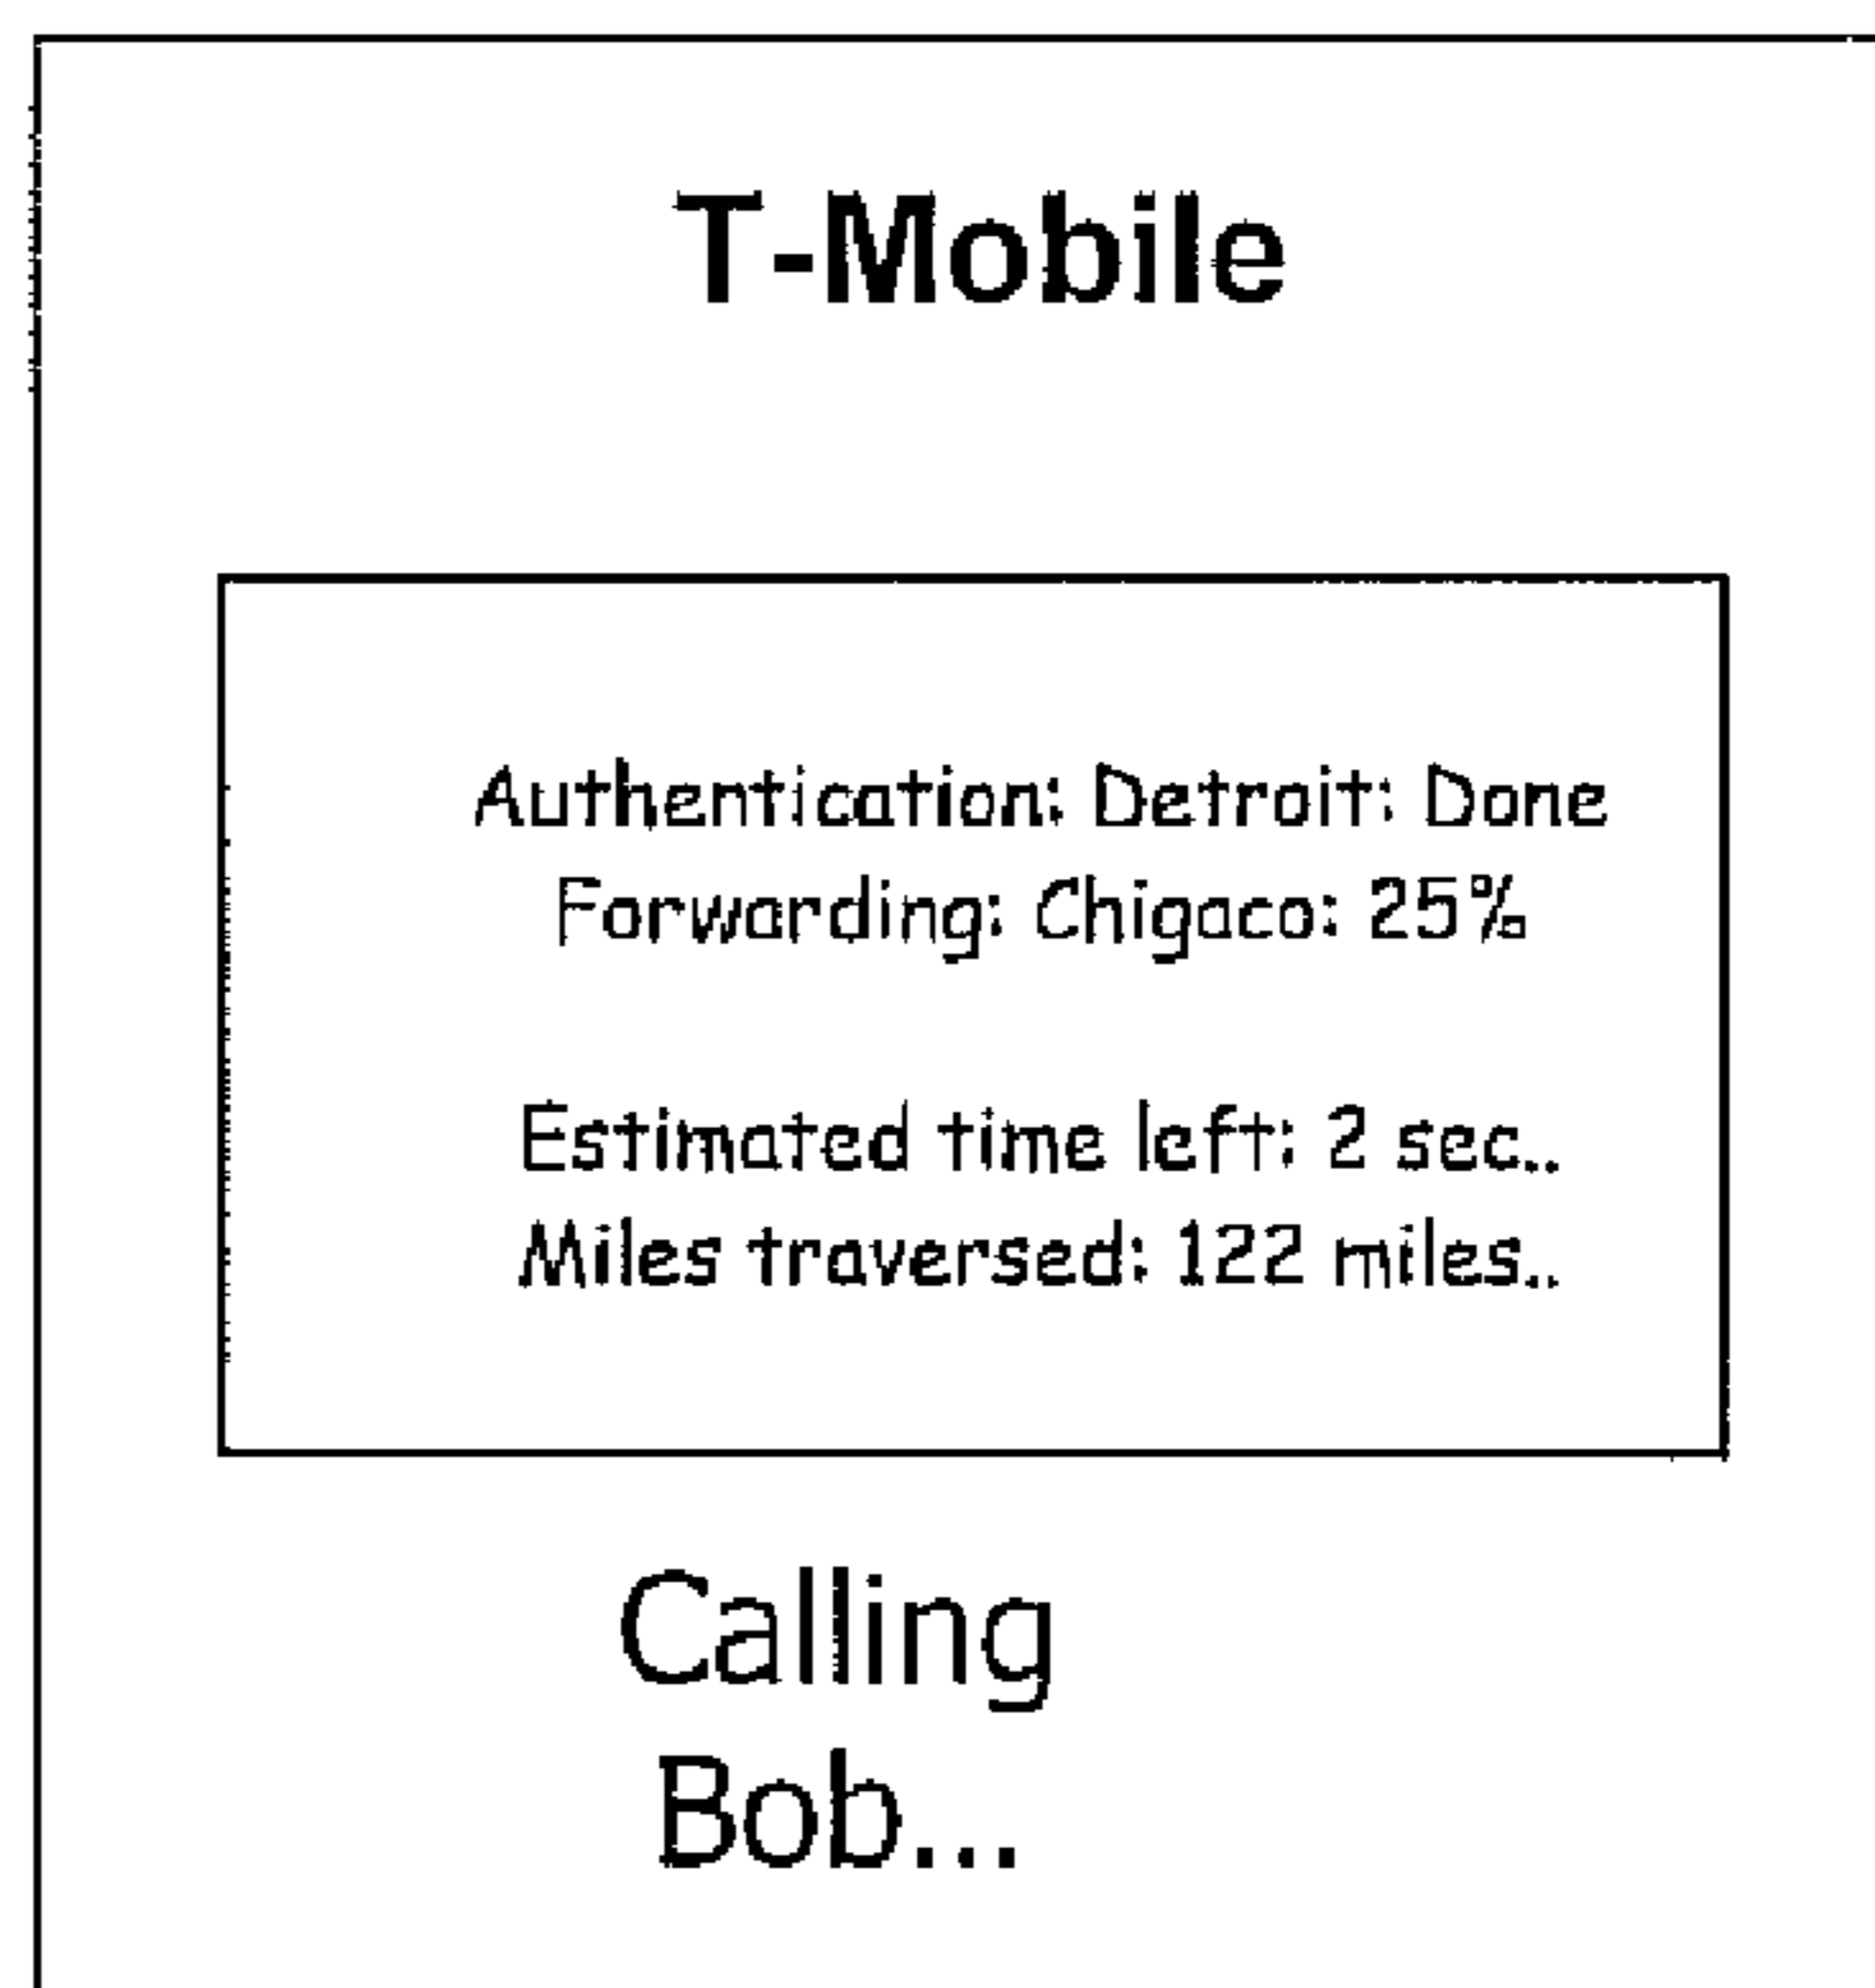 T-Mobile
Authentication: Detroit: Done
Forwarding: Chigaco: 25%
Estimated time left: 2 sec..
Miles traversed: 122 miles..
Calling
Bob...